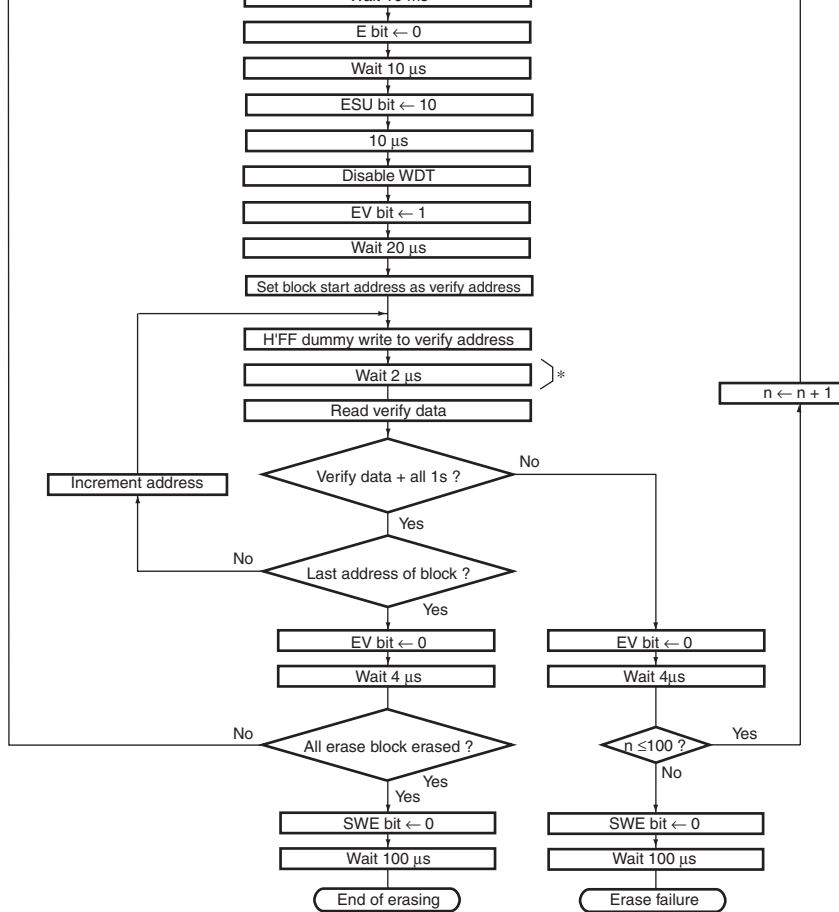 E bit ← 0
Wait 10 µs
ESU bit ← 10
10 µs
Disable WDT
EV bit ← 1
Wait 20 µs
Set block start address as verify address
H'FF dummy write to verify address
Wait 2 µs
*
n ← n + 1
Read verify data
No
Verify data + all 1s ?
Increment address
Yes
No
Last address of block ?
Yes
EV bit ← 0
EV bit ← 0
Wait 4 µs
Wait 4µs
No
All erase block erased ?
n ≤100 ?
Yes
Yes
No
Yes
SWE bit ← 0
SWE bit ← 0
Wait 100 µs
Wait 100 µs
End of erasing
Erase failure